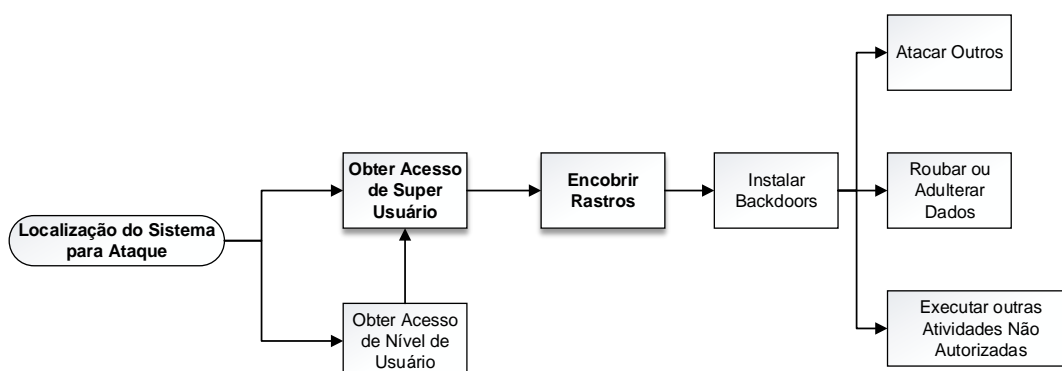 Localização do Sistema
para Ataque
Obter Acesso
de Super
Usuário
Obter Acesso
de Nível de
Usuário
Encobrir
Rastros
Instalar
Backdoors
Atacar Outros
Roubar ou
Adulterar
Dados
Executar outras
Atividades Não
Autorizadas